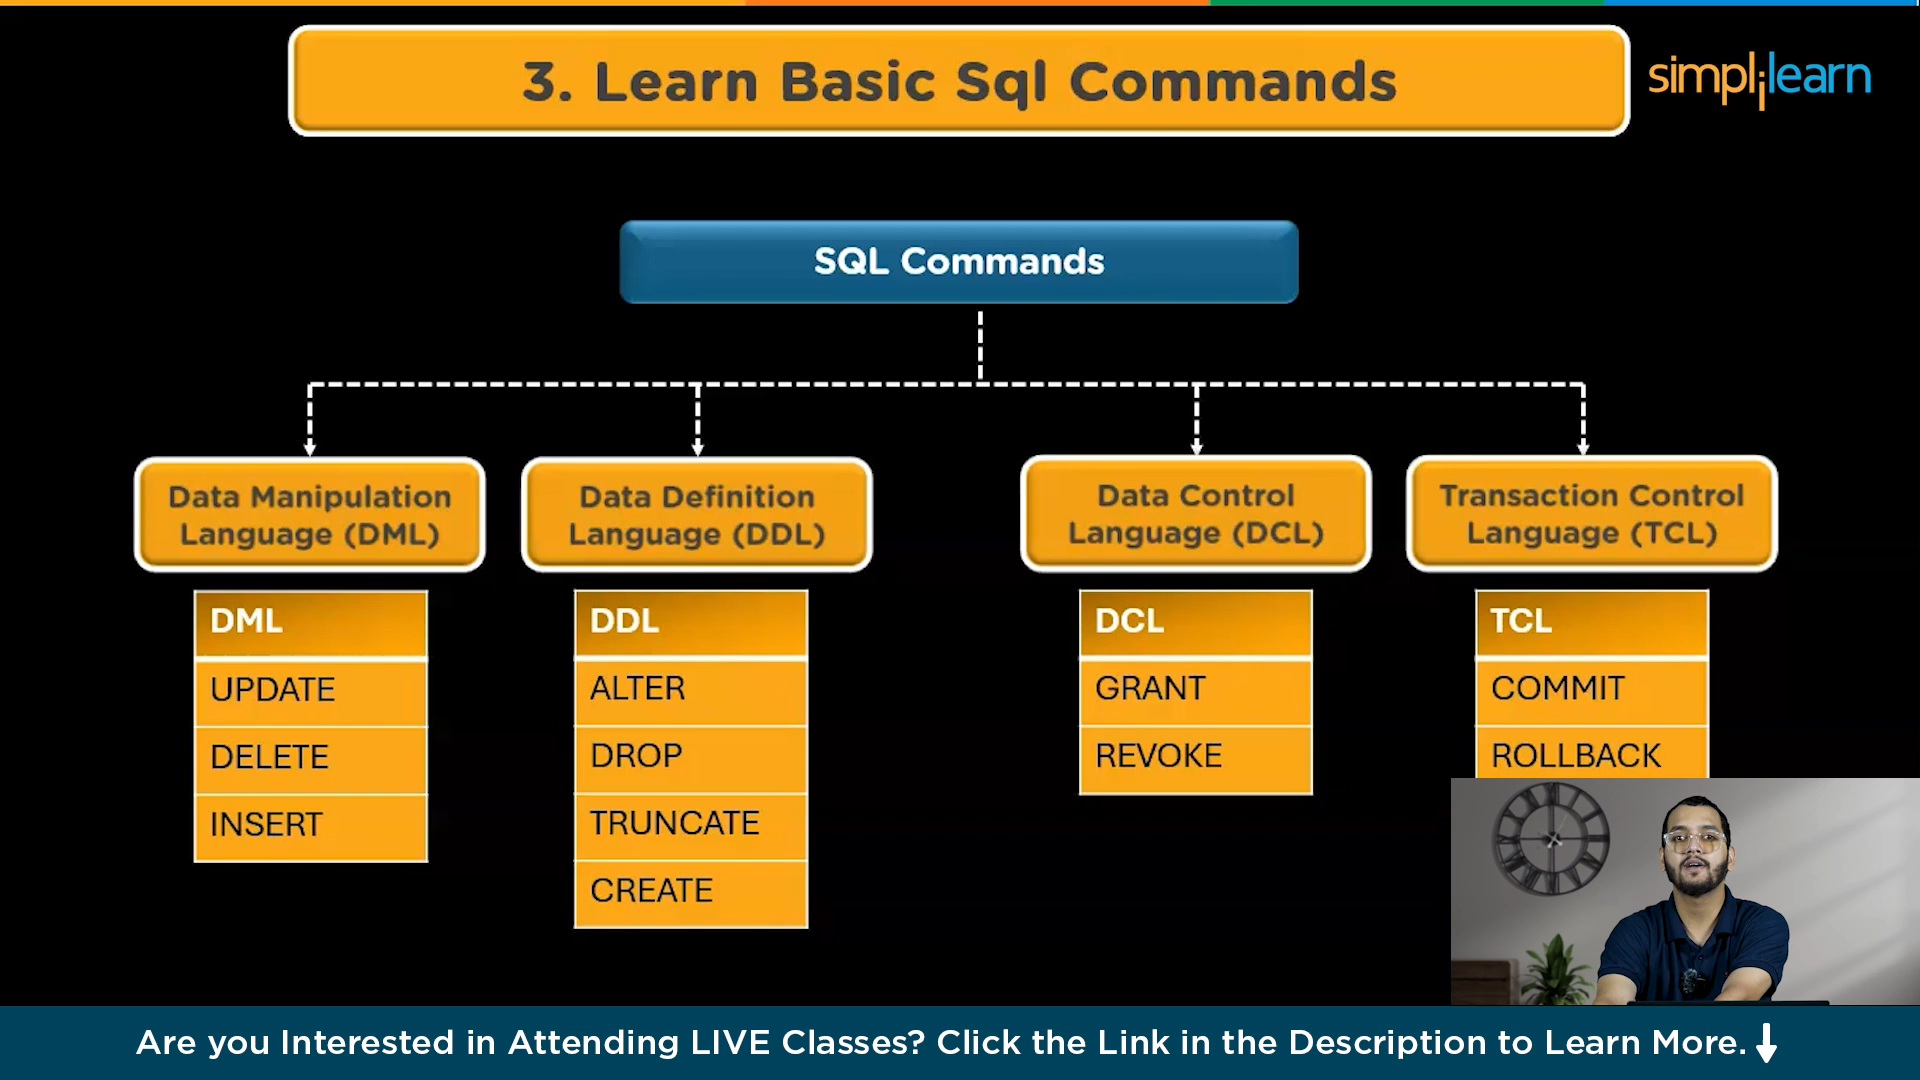 3. Learn Basic Sql Commands
simplilearn
SQL Commands
Data Manipulation
Language (DML)
Data Definition
Language (DDL)
Data Control
Language (DCL)
Transaction Control
Language (TCL)
DML
UPDATE
DELETE
INSERT
DDL
ALTER
DROP
TRUNCATE
CREATE
DCL
GRANT
REVOKE
TCL
COMMIT
ROLLBACK
Are you Interested in Attending LIVE Classes? Click the Link in the Description to Learn More.